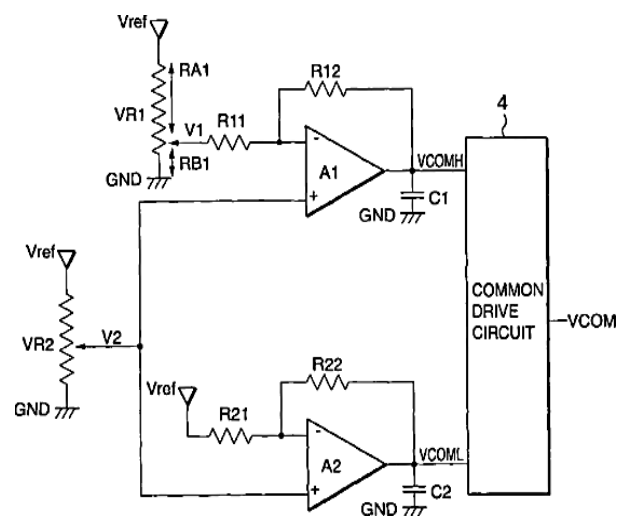 Vref
RA1
VR1
V1
R11
R12
RB1
GND
A1
-
+
VCOMH
C1
GND
4
COMMON
DRIVE
CIRCUIT
VCOM
Vref
VR2
V2
GND
Vref
R21
R22
-
A2
+
VCOML
C2
GND